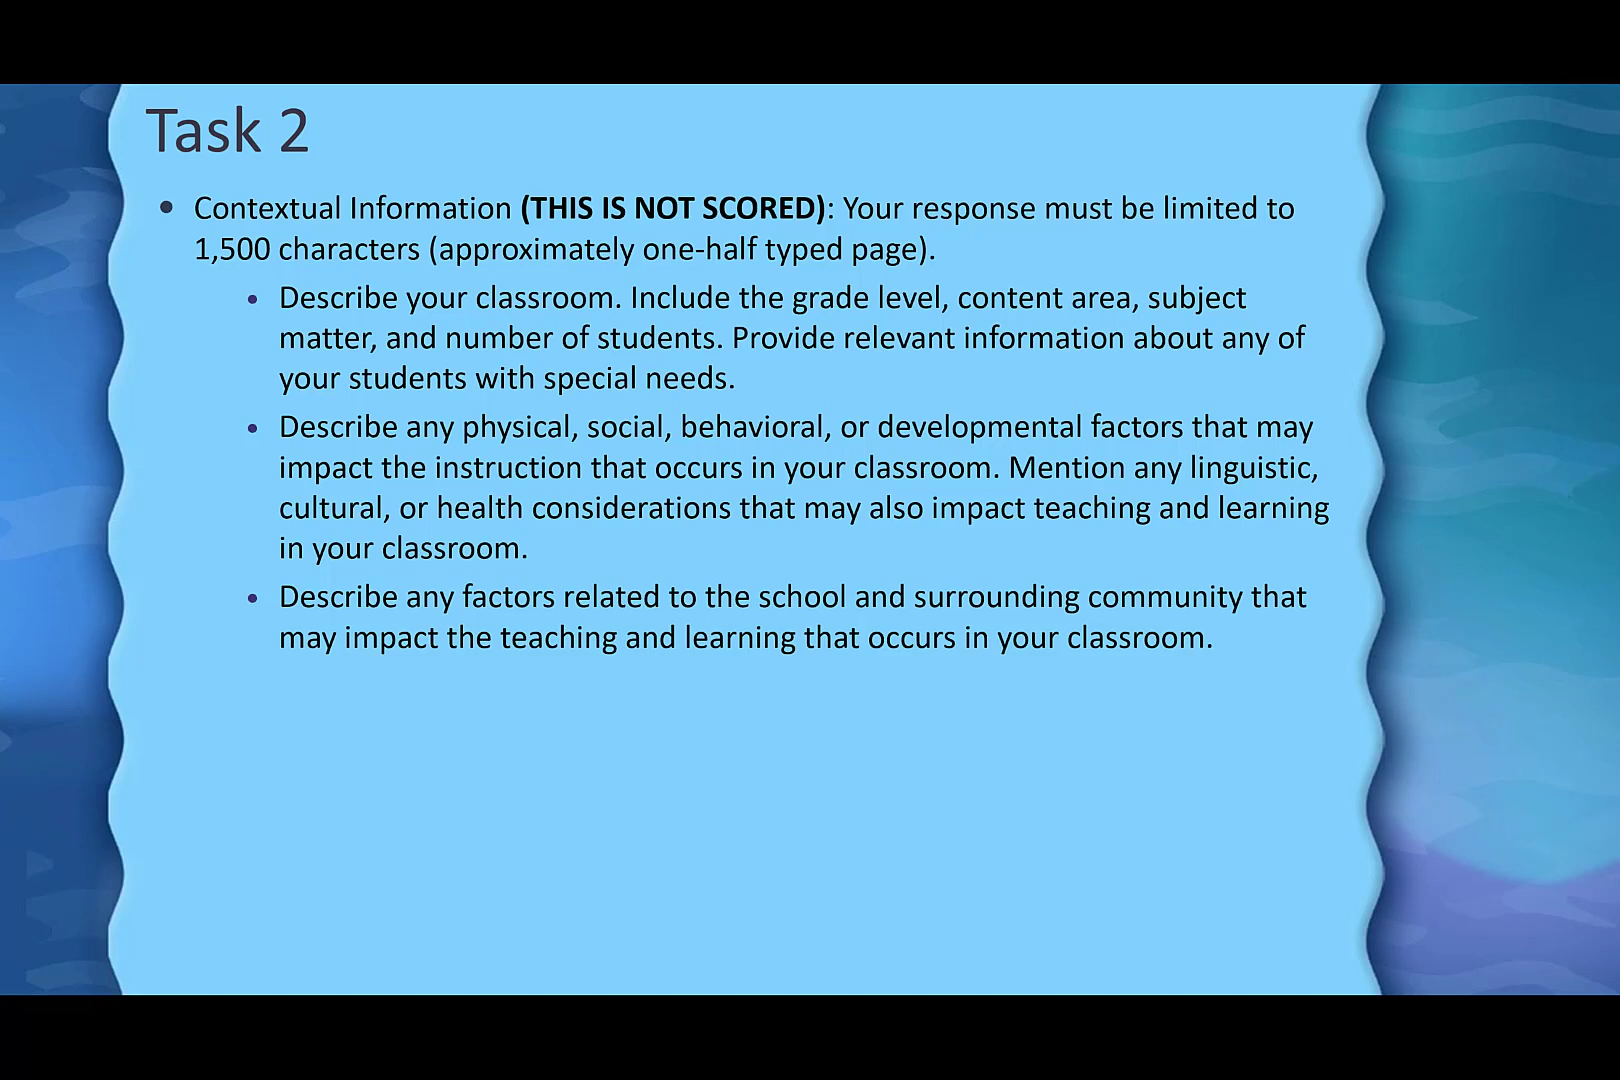 Task 2
• Contextual Information (THIS IS NOT SCORED): Your response must be limited to
1,500 characters (approximately one-half typed page).
• Describe your classroom. Include the grade level, content area, subject
matter, and number of students. Provide relevant information about any of
your students with special needs.
• Describe any physical, social, behavioral, or developmental factors that may
impact the instruction that occurs in your classroom. Mention any linguistic,
cultural, or health considerations that may also impact teaching and learning
in your classroom.
• Describe any factors related to the school and surrounding community that
may impact the teaching and learning that occurs in your classroom.